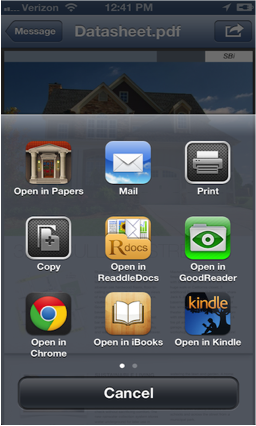 Verizon 12:41 PM
Message Datasheet.pdf
Open in Papers Mail Print
Rdocs
Copy Open in ReaddleDocs Open in GoodReader
kindle
Open in Chrome Open in iBooks Open in Kindle
Cancel